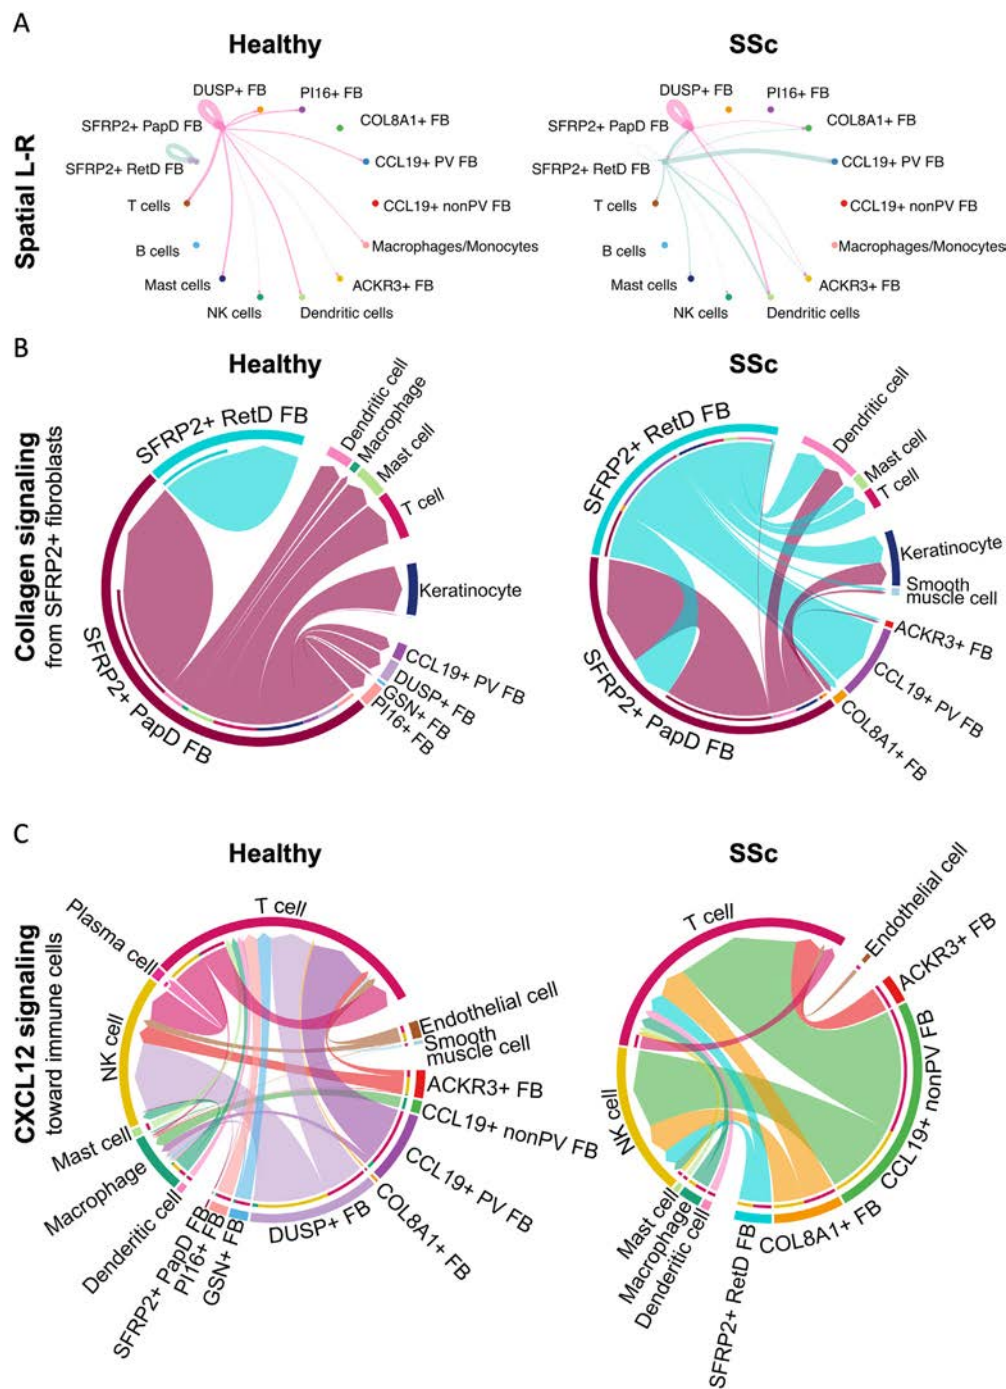 A
Healthy
SSc
Spatial L-R
DUSP+ FB
PI16+ FB
SFRP2+ PapD FB
COL8A1+ FB
SFRP2+ RetD FB
CCL19+ PV FB
T cells
CCL19+ nonPV FB
B cells
Macrophages/Monocytes
Mast cells
ACKR3+ FB
NK cells
Dendritic cells
DUSP+ FB
PI16+ FB
SFRP2+ PapD FB
COL8A1+ FB
SFRP2+ RetD FB
CCL19+ PV FB
T cells
CCL19+ nonPV FB
B cells
Macrophages/Monocytes
Mast cells
ACKR3+ FB
NK cells
Dendritic cells
B
Healthy
SSc
Collagen signaling
from SFRP2+ fibroblasts
SFRP2+ RetD FB
Dendritic cell
Macrophage
Mast cell
T cell
Keratinocyte
CCL19+ PV FB
DUSP+ FB
GSN+ FB
PI16+ FB
SFRP2+ PapD FB
SFRP2+ RetD FB
Dendritic cell
Mast cell
T cell
Keratinocyte
Smooth
muscle cell
ACKR3+ FB
CCL19+ PV FB
COL8A1+ FB
SFRP2+ PapD FB
C
Healthy
SSc
CXCL12 signaling
toward immune cells
T cell
Plasma cell
NK cell
Mast cell
Macrophage
Denderitic cell
SFRP2+ PapD FB
PI16+ FB
GSN+ FB
DUSP+ FB
COL8A1+ FB
CCL19+ PV FB
CCL19+ nonPV FB
ACKR3+ FB
Smooth
muscle cell
Endothelial cell
T cell
Endothelial cell
ACKR3+ FB
CCL19+ nonPV FB
COL8A1+ FB
SFRP2+ RetD FB
Denderitic cell
Macrophage
Mast cell
NK cell